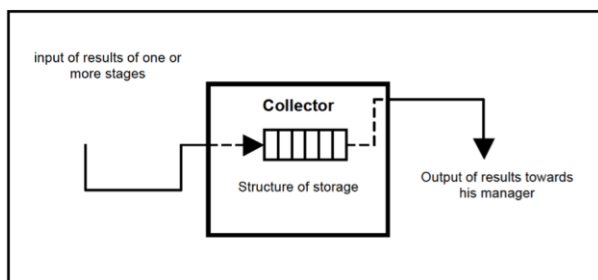 input of results of one or
more stages
Collector
Structure of storage
Output of results towards
his manager